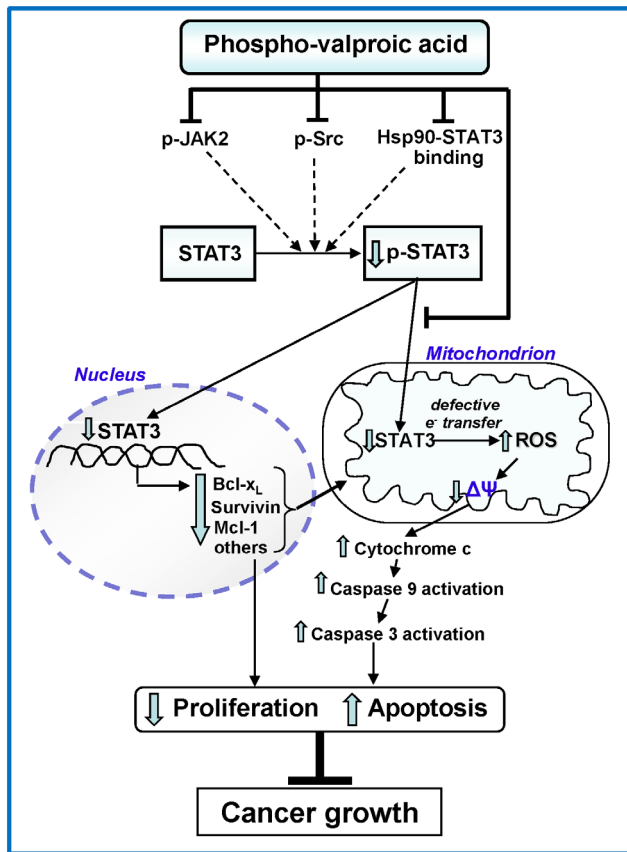 Phospho-valproic acid
p-JAK2
p-Src
Hsp90-STAT3
binding
STAT3
p-STAT3
Nucleus
Mitochondrion
STAT3
defective
e⁻ transfer
STAT3
ROS
ΔΨ
Bcl-xL
Survivin
Mcl-1
others
Cytochrome c
Caspase 9 activation
Caspase 3 activation
Proliferation
Apoptosis
Cancer growth